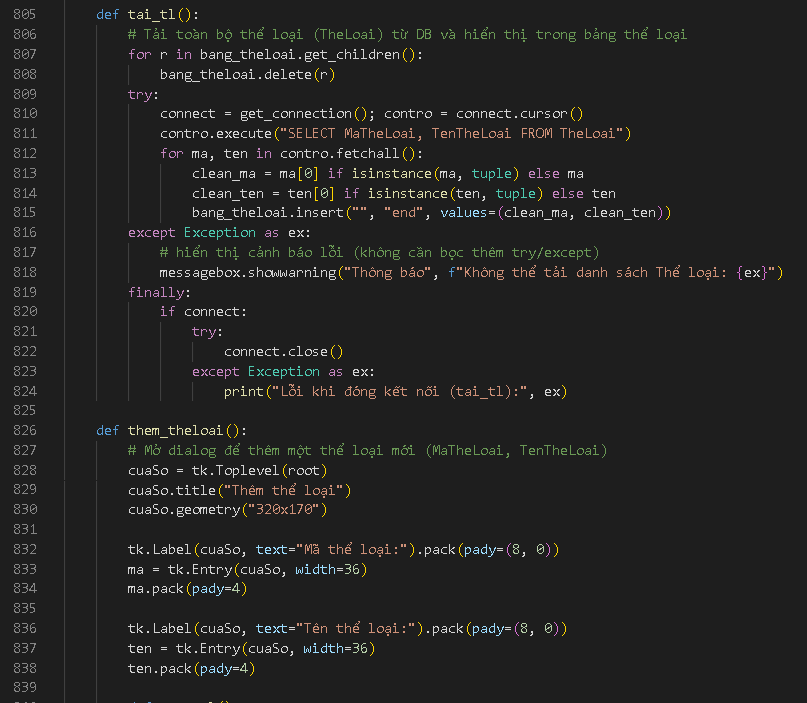 805 def tai_tl():
806 # Tải toàn bộ thể loại (TheLoai) từ DB và hiển thị trong bảng thể loại
807 for r in bang_theloai.get_children():
808 bang_theloai.delete(r)
809 try:
810 connect = get_connection(); contro = connect.cursor()
811 contro.execute("SELECT MaTheLoai, TenTheLoai FROM TheLoai")
812 for ma, ten in contro.fetchall():
813 clean_ma = ma[0] if isinstance(ma, tuple) else ma
814 clean_ten = ten[0] if isinstance(ten, tuple) else ten
815 bang_theloai.insert("", "end", values=(clean_ma, clean_ten))
816 except Exception as ex:
817 # hiển thị cảnh báo lỗi (không cần bọc thêm try/except)
818 messagebox.showwarning("Thông báo", f"Không thể tải danh sách Thể loại: {ex}")
819 finally:
820 if connect:
821 try:
822 connect.close()
823 except Exception as ex:
824 print("Lỗi khi đóng kết nối (tai_tl):", ex)
825
826 def them_theloai():
827 # Mở dialog để thêm một thể loại mới (MaTheLoai, TenTheLoai)
828 cuaSo = tk.Toplevel(root)
829 cuaSo.title("Thêm thể loại")
830 cuaSo.geometry("320x170")
831
832 tk.Label(cuaSo, text="Mã thể loại:").pack(pady=(8, 0))
833 ma = tk.Entry(cuaSo, width=36)
834 ma.pack(pady=4)
835
836 tk.Label(cuaSo, text="Tên thể loại:").pack(pady=(8, 0))
837 ten = tk.Entry(cuaSo, width=36)
838 ten.pack(pady=4)
839